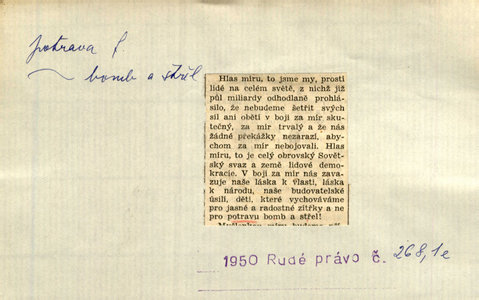 potrava f.
bomb a střel
Hlas míru, to jsme my, prostí
lidé na celém světě, z nichž již
půl miliardy odhodlaně prohlá-
silo, že nebudeme šetřit svých
sil ani obětí v boji za mír sku-
tečný, za mír trvalý a že nás
žádné překážky nezarazí, aby-
chom za mír nebojovali. Hlas
míru, to je celý obrovský Sovět-
ský svaz a země lidové demo-
kracie. V boji za mír nás zava-
zuje naše láska k vlasti, láska
k národu, naše budovatelské
úsilí, děti, které vychováváme
pro jasné a radostné zítřky a ne
pro potravu bomb a střel!
1950 Rudé právo č. 268,1e